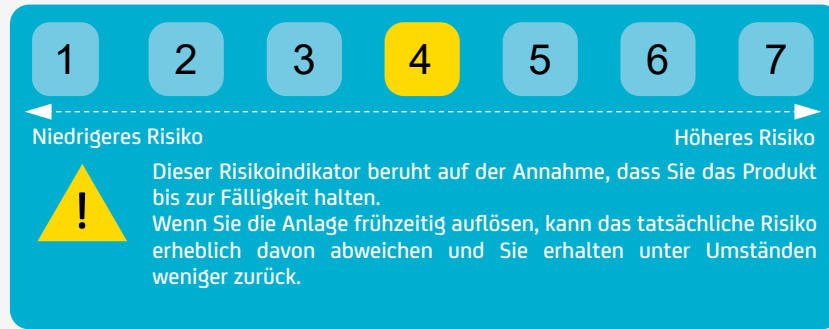 1 2 3 4 5 6 7
Niedrigeres Risiko Höheres Risiko
! Dieser Risikoindikator beruht auf der Annahme, dass Sie das Produkt
bis zur Fälligkeit halten.
Wenn Sie die Anlage frühzeitig auflösen, kann das tatsächliche Risiko
erheblich davon abweichen und Sie erhalten unter Umständen
weniger zurück.